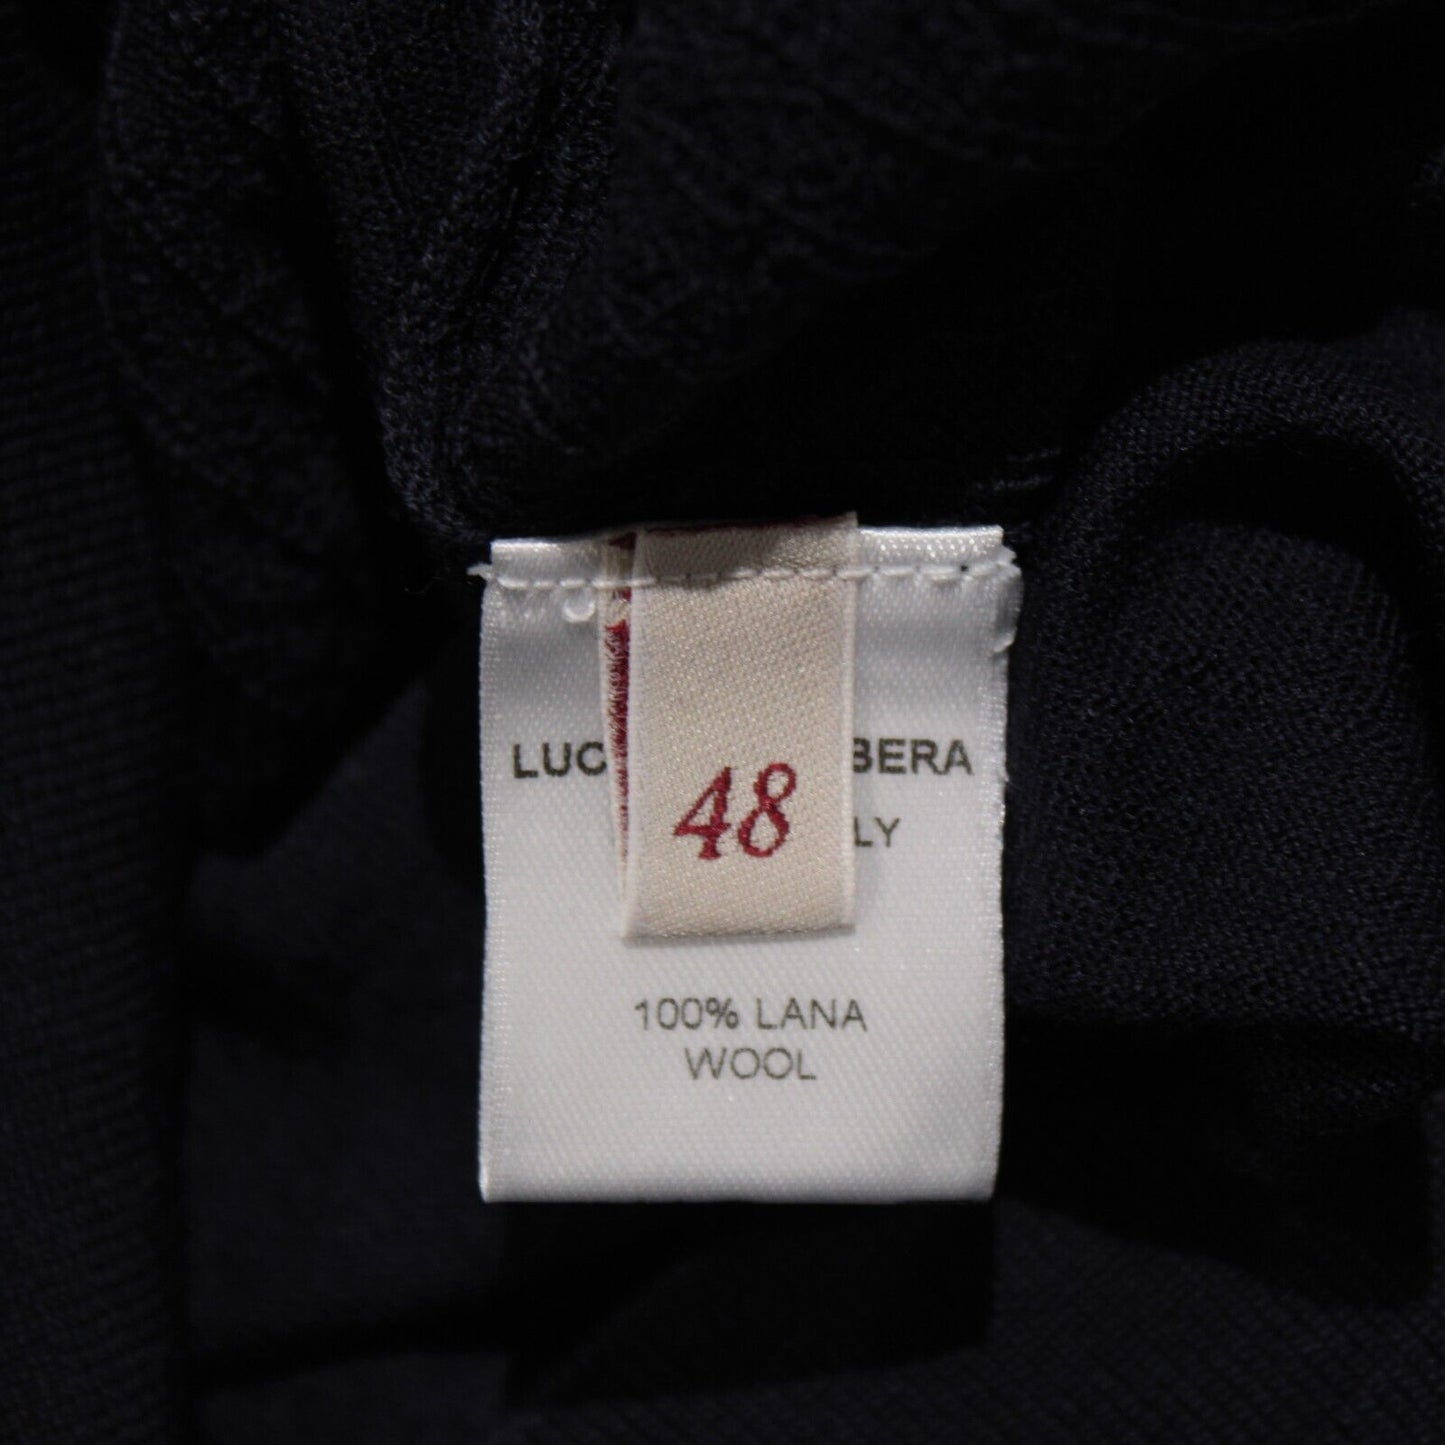 LUC BERA
48
LY
100% LANA
WOOL